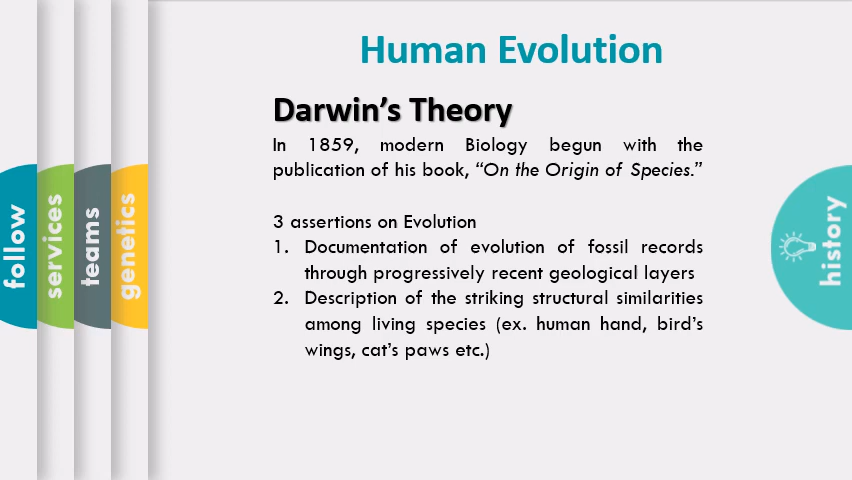 Human Evolution
Darwin's Theory
In 1859, modern Biology begun with the
publication of his book, "On the Origin of Species."
3 assertions on Evolution
1. Documentation of evolution of fossil records
through progressively recent geological layers
2. Description of the striking structural similarities
among living species (ex. human hand, bird's
wings, cat's paws etc.)
follow
services
teams
genetics
history